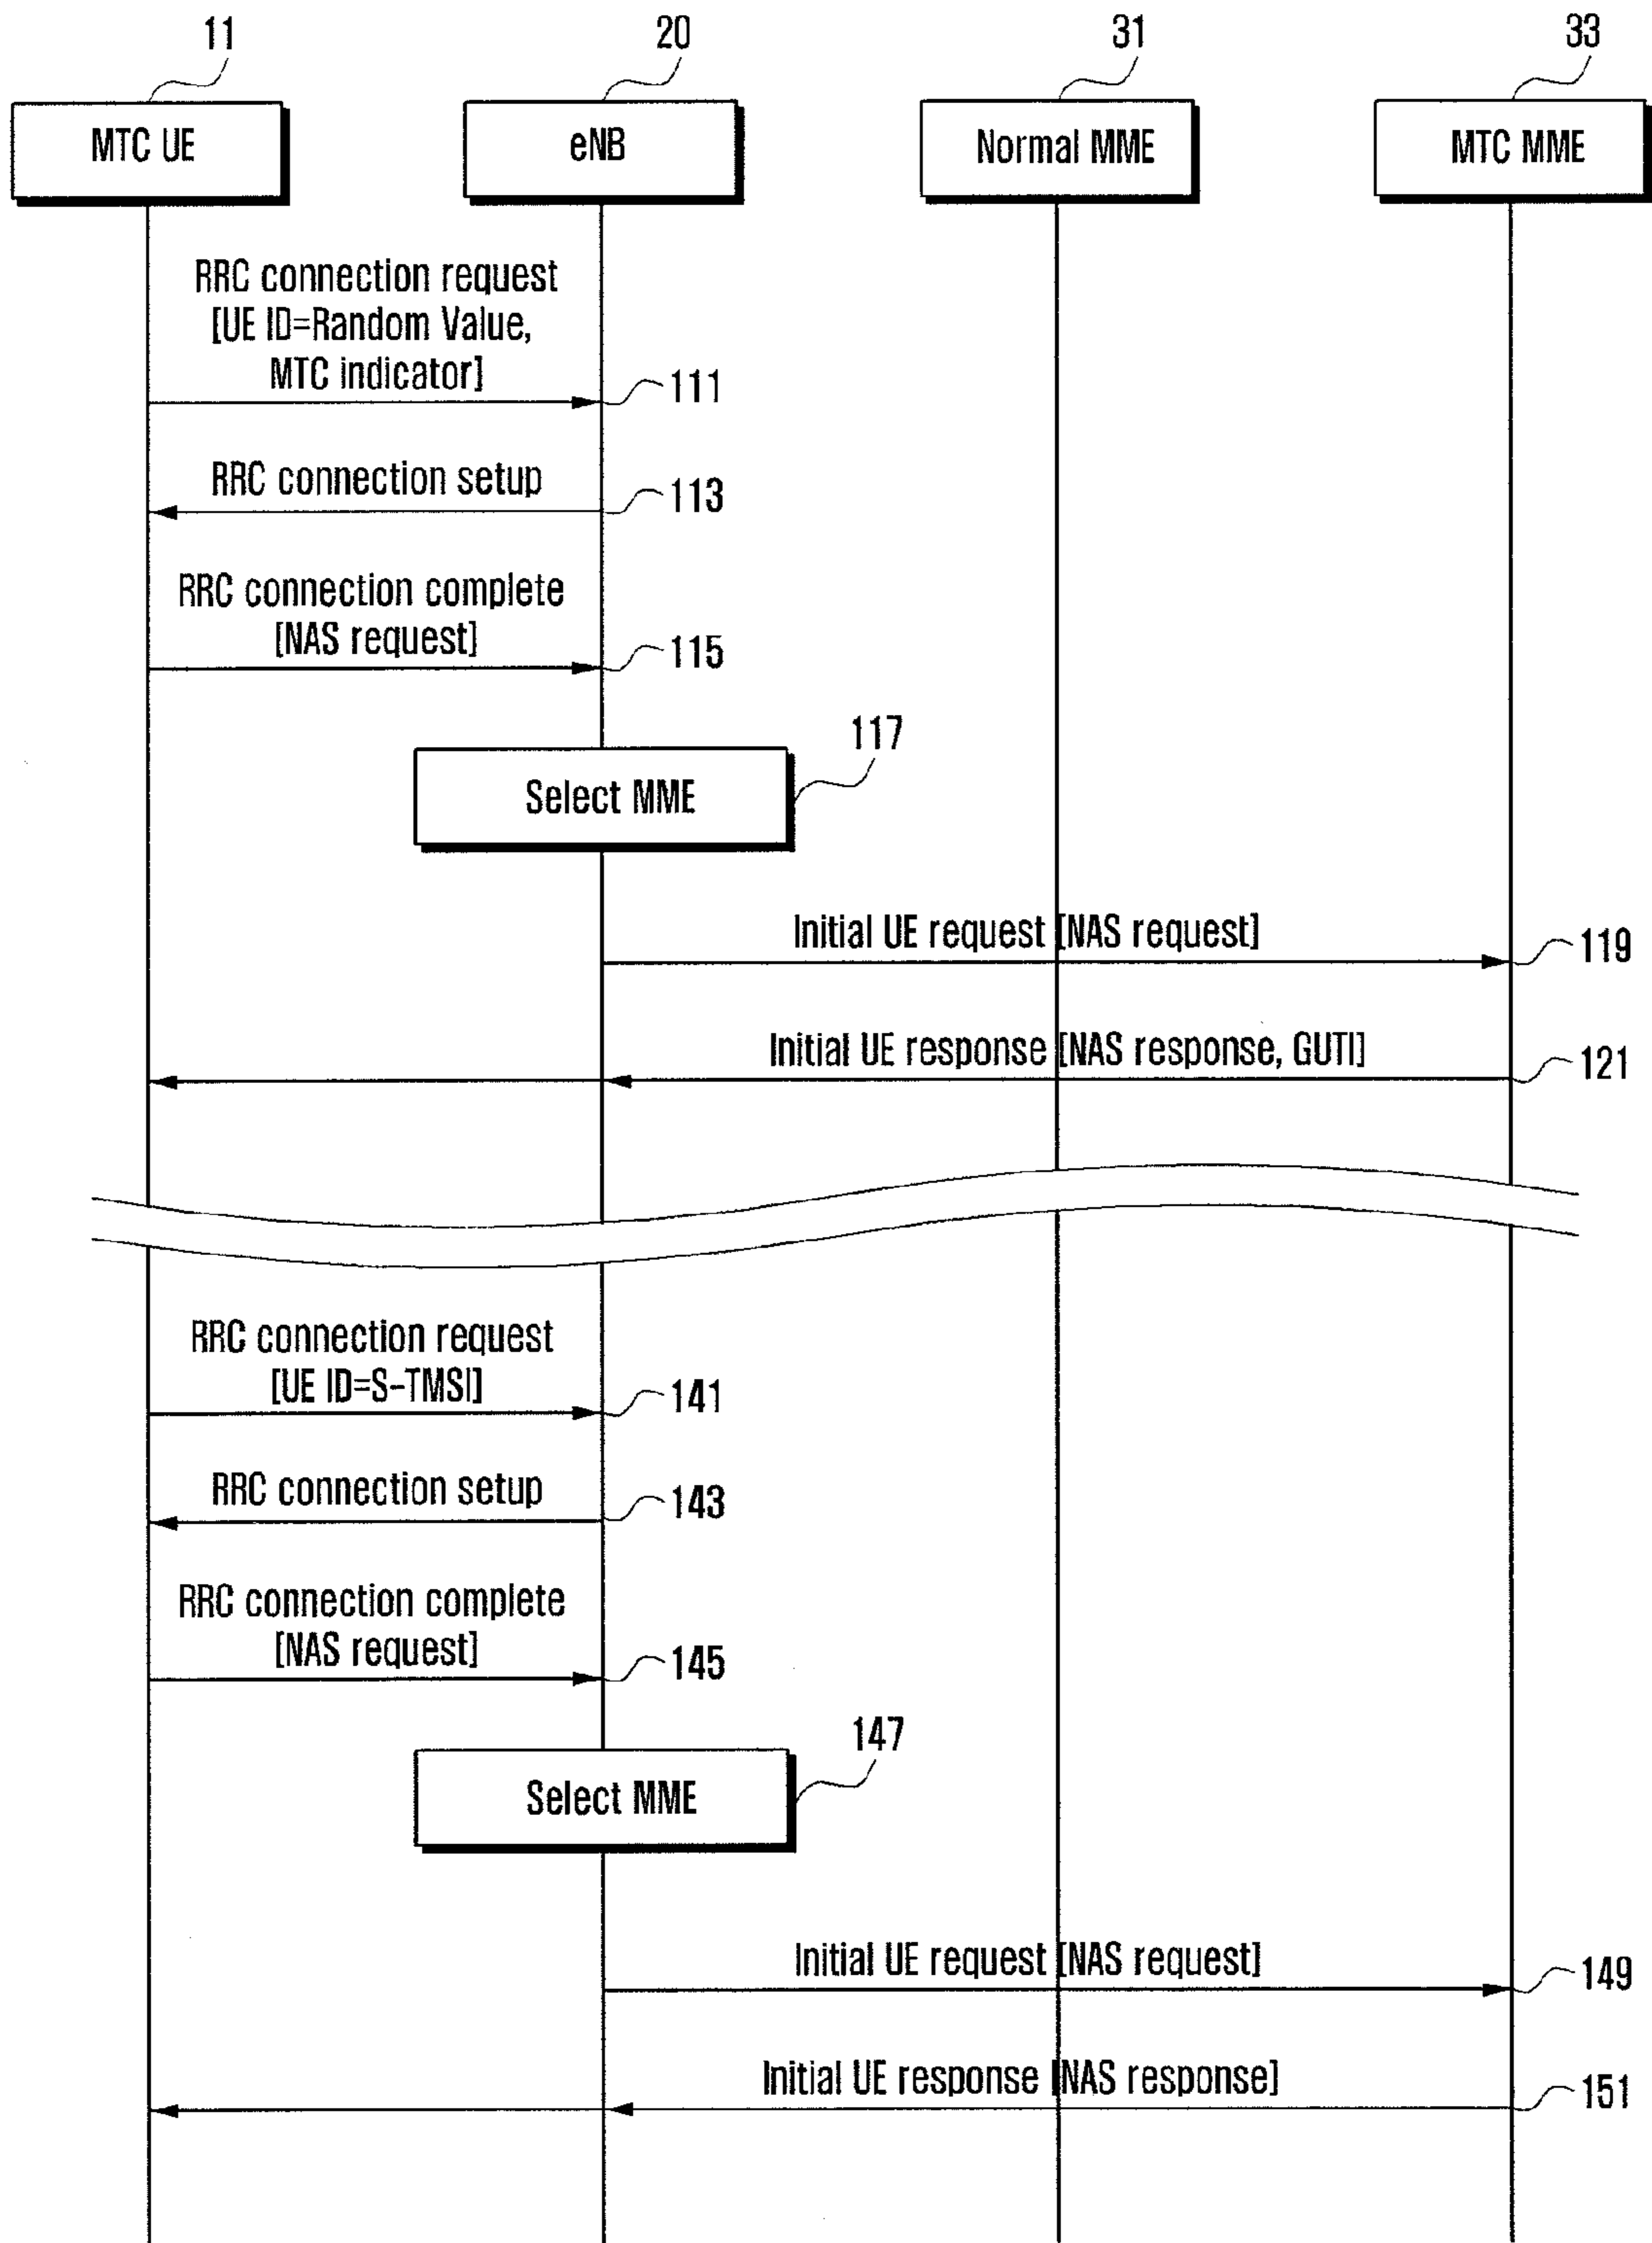 11
20
31
33
MTC UE
eNB
Normal MME
MTC MME
RRC connection request
[UE ID=Random Value,
MTC indicator]
111
RRC connection setup
113
RRC connection complete
[NAS request]
115
117
Select MME
Initial UE request [NAS request]
119
Initial UE response [NAS response, GUTI]
121
RRC connection request
[UE ID=S-TMSI]
141
RRC connection setup
143
RRC connection complete
[NAS request]
145
147
Select MME
Initial UE request [NAS request]
149
Initial UE response [NAS response]
151